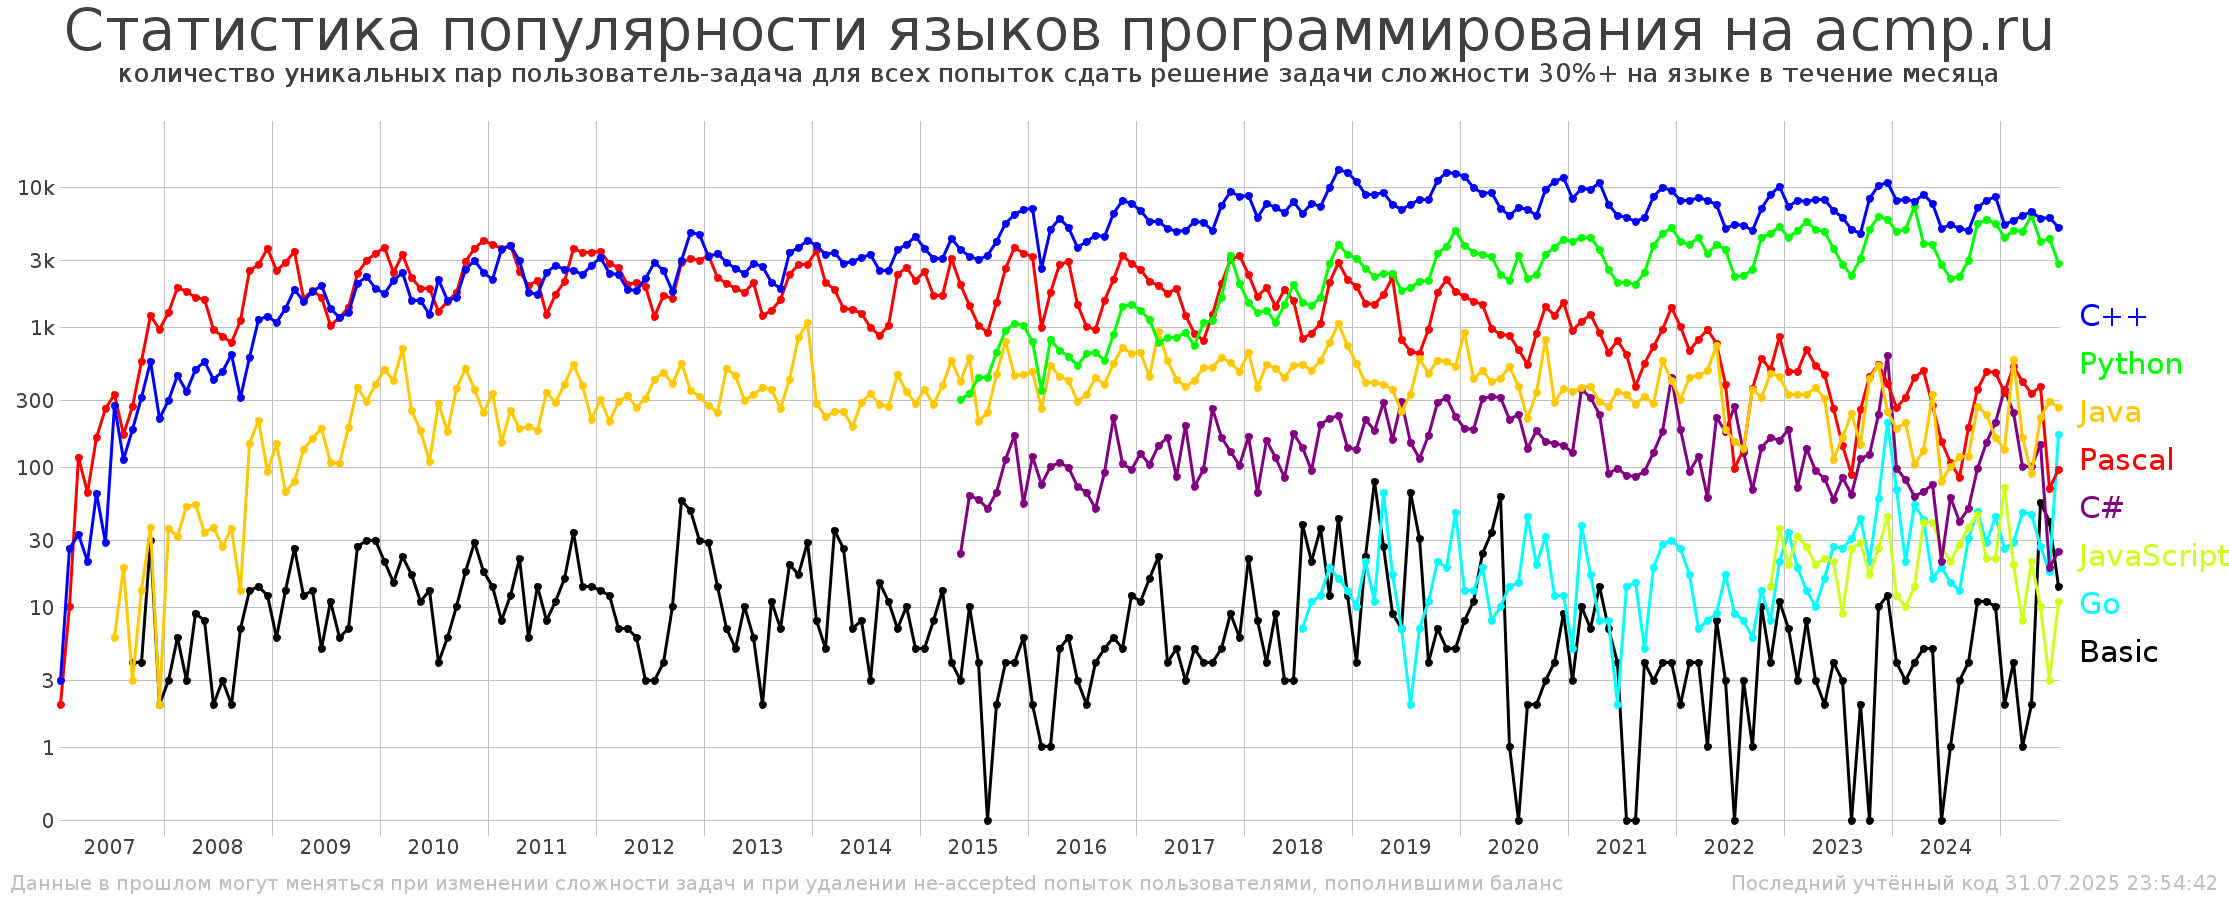 Статистика популярности языков программирования на acmp.ru
количество уникальных пар пользователь-задача для всех попыток сдать решение задачи сложности 30%+ на языке в течение месяца
10k
3k
1k
300
100
30
10
3
1
0
C++
Python
Java
Pascal
C#
JavaScript
Go
Basic
2007 2008 2009 2010 2011 2012 2013 2014 2015 2016 2017 2018 2019 2020 2021 2022 2023 2024
Данные в прошлом могут меняться при изменении сложности задач и при удалении не-accepted попыток пользователями, пополнившими баланс
Последний учтённый код 31.07.2025 23:54:42